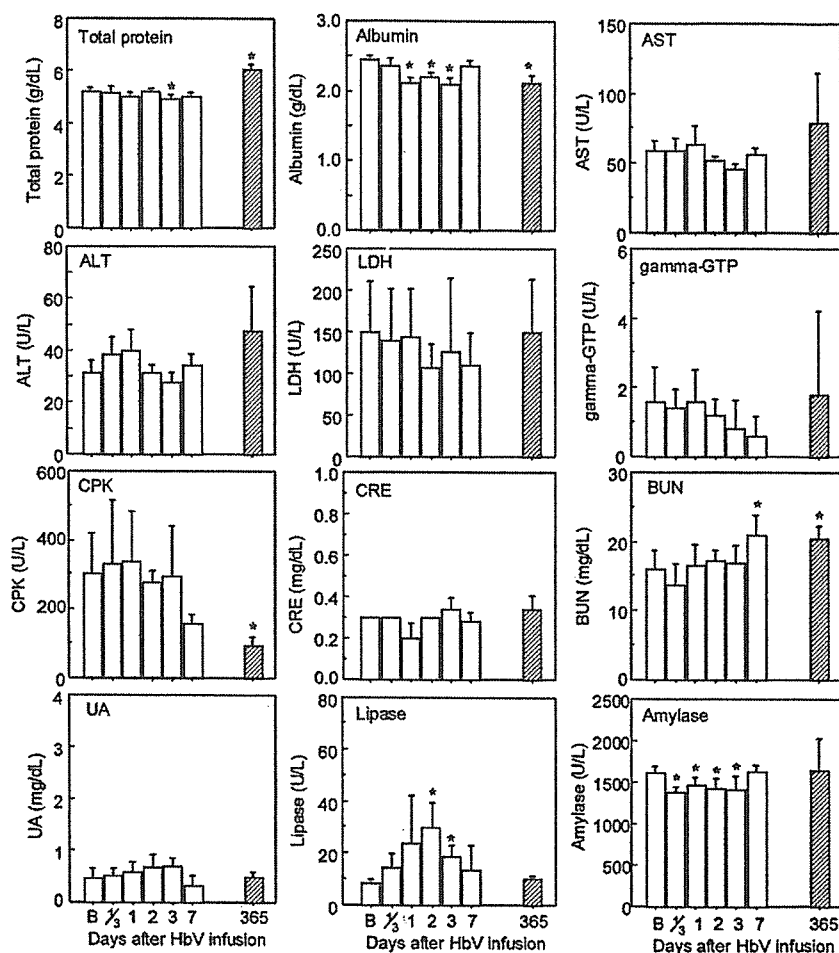 Total protein
Total protein (g/dL)
8
6
4
2
0
*
*
Albumin
Albumin (g/dL)
3.0
2.4
1.8
1.2
0.6
0.0
*
*
*
*
AST
AST (U/L)
150
100
50
0
ALT
ALT (U/L)
80
60
40
20
0
LDH
LDH (U/L)
250
200
150
100
50
0
gamma-GTP
gamma-GTP (U/L)
6
4
2
0
CPK
CPK (U/L)
600
400
200
0
*
CRE
CRE (mg/dL)
1.0
0.8
0.6
0.4
0.2
0.0
BUN
BUN (mg/dL)
30
20
10
0
*
*
UA
UA (mg/dL)
4
3
2
1
0
B 1/3 1 2 3 7 365
Days after HbV infusion
Lipase
Lipase (U/L)
80
60
40
20
0
*
*
B 1/3 1 2 3 7 365
Days after HbV infusion
Amylase
Amylase (U/L)
2500
2000
1500
1000
500
0
*
*
*
*
B 1/3 1 2 3 7 365
Days after HbV infusion